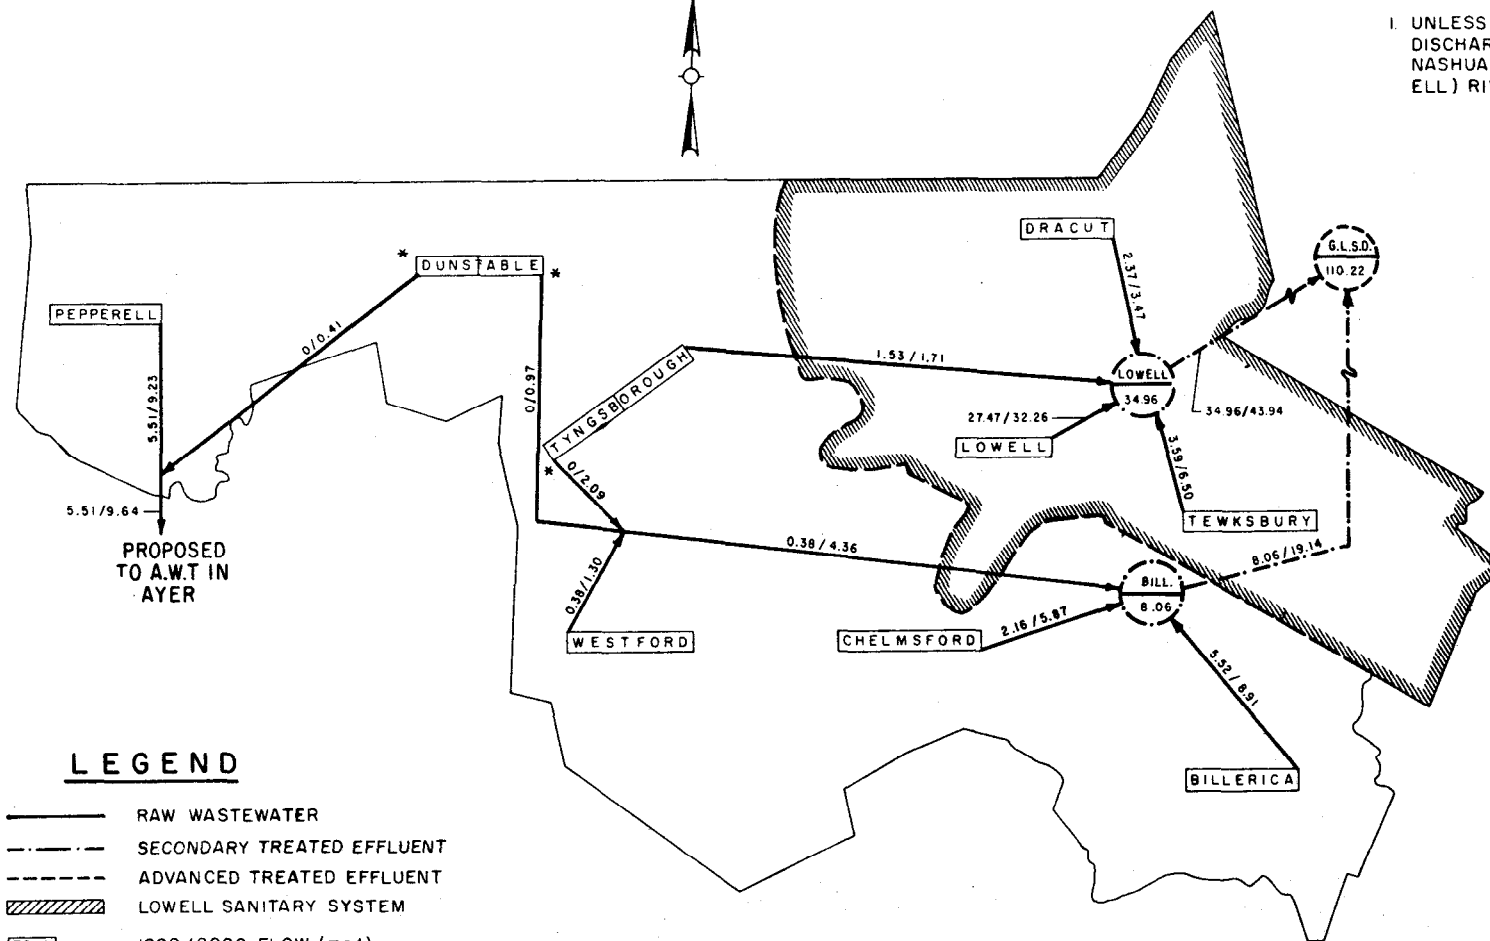 1. UNLESS
DISCHAR
NASHUA
ELL) RI
DRACUT
G.L.S.D.
110.22
2.37/3.47
*
DUNSTABLE
*
PEPPERELL
0/0.41
5.51/9.23
0/0.97
TYNGSBOROUGH
*
0/2.09
1.53 / 1.71
LOWELL
34.96
34.96/43.94
27.47/32.26
LOWELL
3.59/6.50
TEWKSBURY
5.51/9.64
PROPOSED
TO A.W.T IN
AYER
0.38 / 4.36
8.06/19.14
BILL.
8.06
0.38/1.30
WESTFORD
CHELMSFORD
2.16 / 5.87
5.52 / 8.91
BILLERICA
LEGEND
RAW WASTEWATER
SECONDARY TREATED EFFLUENT
ADVANCED TREATED EFFLUENT
LOWELL SANITARY SYSTEM